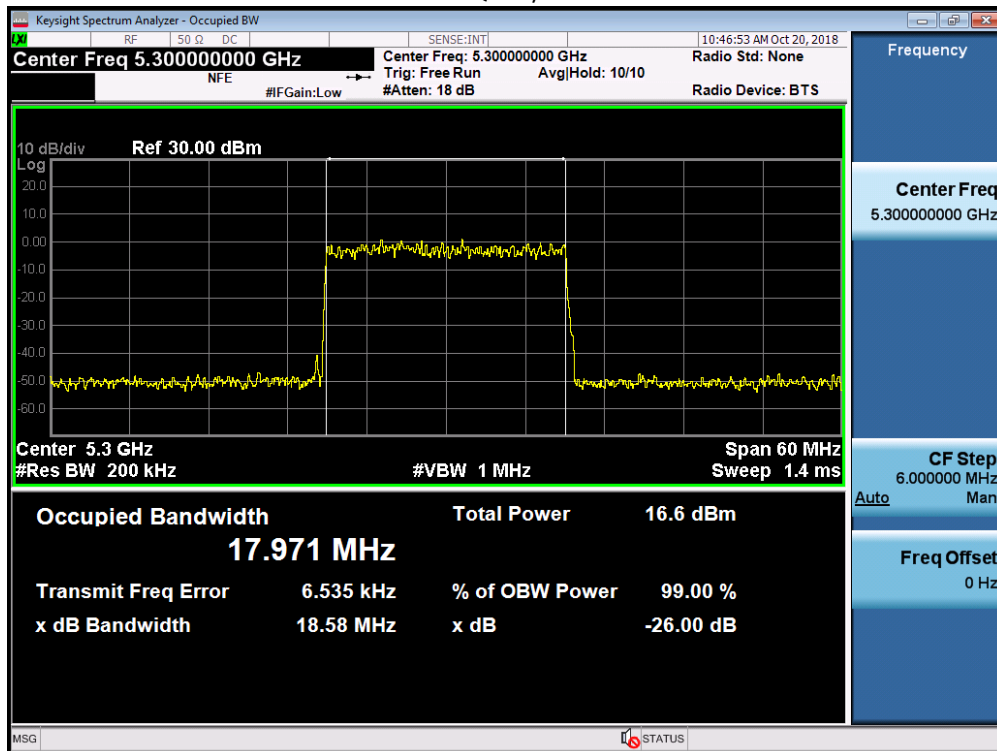 Keysight Spectrum Analyzer - Occupied BW
LXI RF 50 Ω DC SENSE:INT 10:46:53 AM Oct 20, 2018
Center Freq 5.300000000 GHz
NFE
#IFGain:Low
Center Freq: 5.300000000 GHz
Trig: Free Run Avg|Hold: 10/10
#Atten: 18 dB
Radio Std: None
Radio Device: BTS
10 dB/div Ref 30.00 dBm
Log
20.0
10.0
0.00
-10.0
-20.0
-30.0
-40.0
-50.0
-60.0
Center 5.3 GHz Span 60 MHz
#Res BW 200 kHz #VBW 1 MHz Sweep 1.4 ms
Occupied Bandwidth Total Power 16.6 dBm
17.971 MHz
Transmit Freq Error 6.535 kHz % of OBW Power 99.00 %
x dB Bandwidth 18.58 MHz x dB -26.00 dB
Frequency
Center Freq
5.300000000 GHz
CF Step
6.000000 MHz
Auto Man
Freq Offset
0 Hz
MSG STATUS